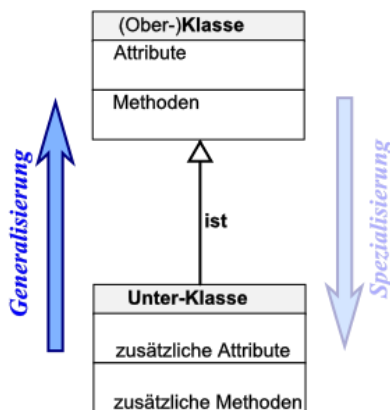 (Ober-)Klasse
Attribute
Methoden
Generalisierung
ist
Spezialisierung
Unter-Klasse
zusätzliche Attribute
zusätzliche Methoden